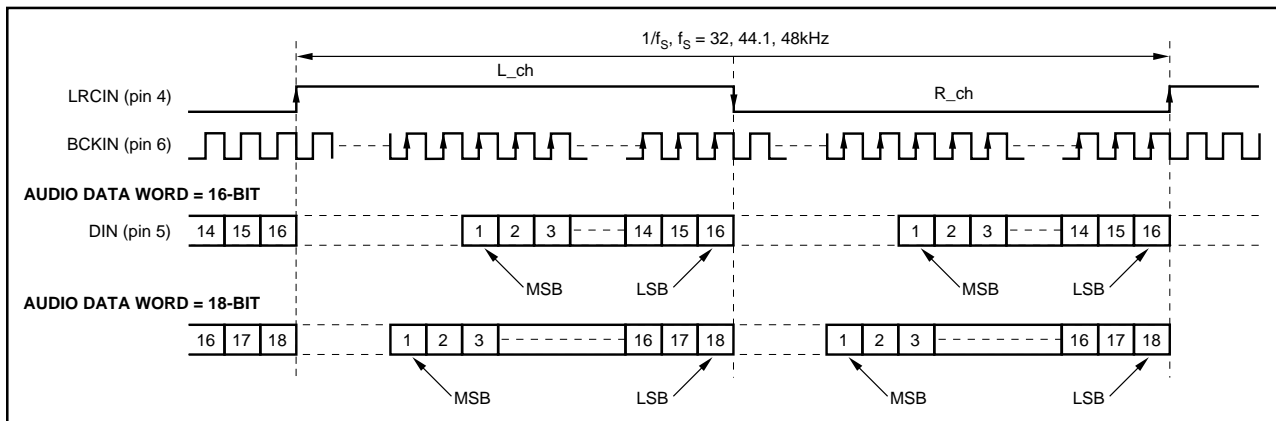 1/fS, fS = 32, 44.1, 48kHz
L_ch
R_ch
LRCIN (pin 4)
BCKIN (pin 6)
AUDIO DATA WORD = 16-BIT
DIN (pin 5) 14 15 16 1 2 3 14 15 16 1 2 3 14 15 16
MSB LSB MSB LSB
AUDIO DATA WORD = 18-BIT
16 17 18 1 2 3 16 17 18 1 2 3 16 17 18
MSB LSB MSB LSB